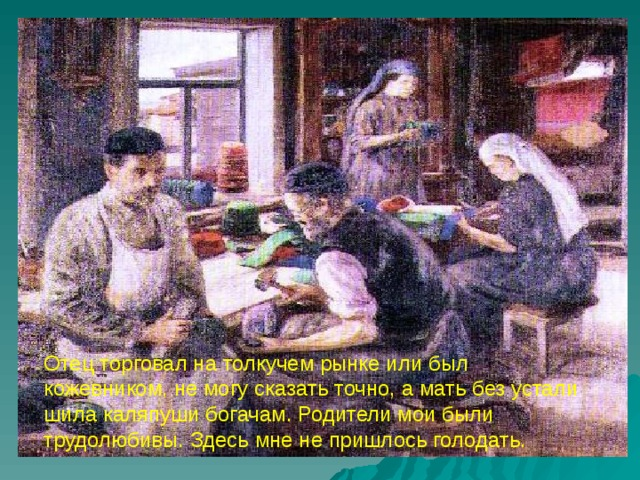 Отец торговал на толкучем рынке или был
кожевником, не могу сказать точно, а мать без устали
шила каляпуши богачам. Родители мои были
трудолюбивы. Здесь мне не пришлось голодать.